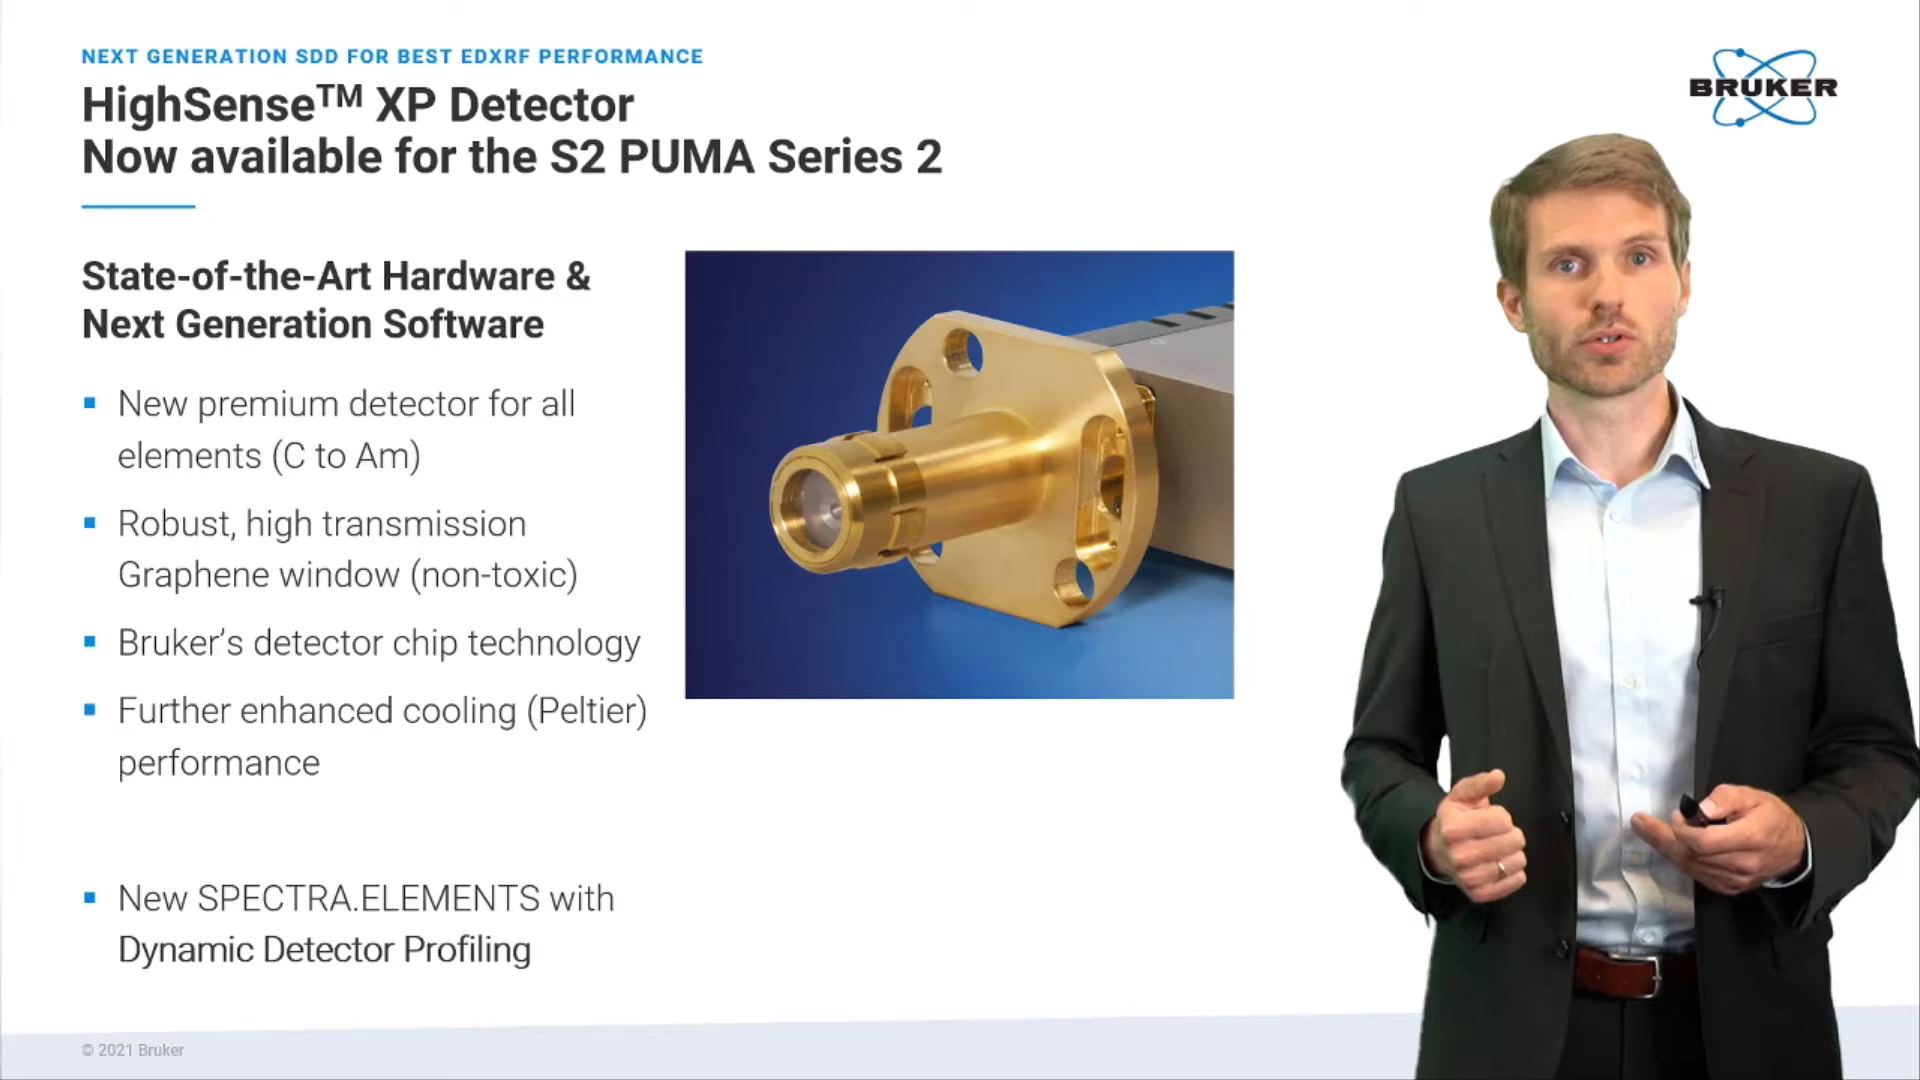 NEXT GENERATION SDD FOR BEST EDXRF PERFORMANCE
HighSense™ XP Detector
Now available for the S2 PUMA Series 2
BRUKER
State-of-the-Art Hardware &
Next Generation Software
▪ New premium detector for all
elements (C to Am)
▪ Robust, high transmission
Graphene window (non-toxic)
▪ Bruker’s detector chip technology
▪ Further enhanced cooling (Peltier)
performance
▪ New SPECTRA.ELEMENTS with
Dynamic Detector Profiling
© 2021 Bruker